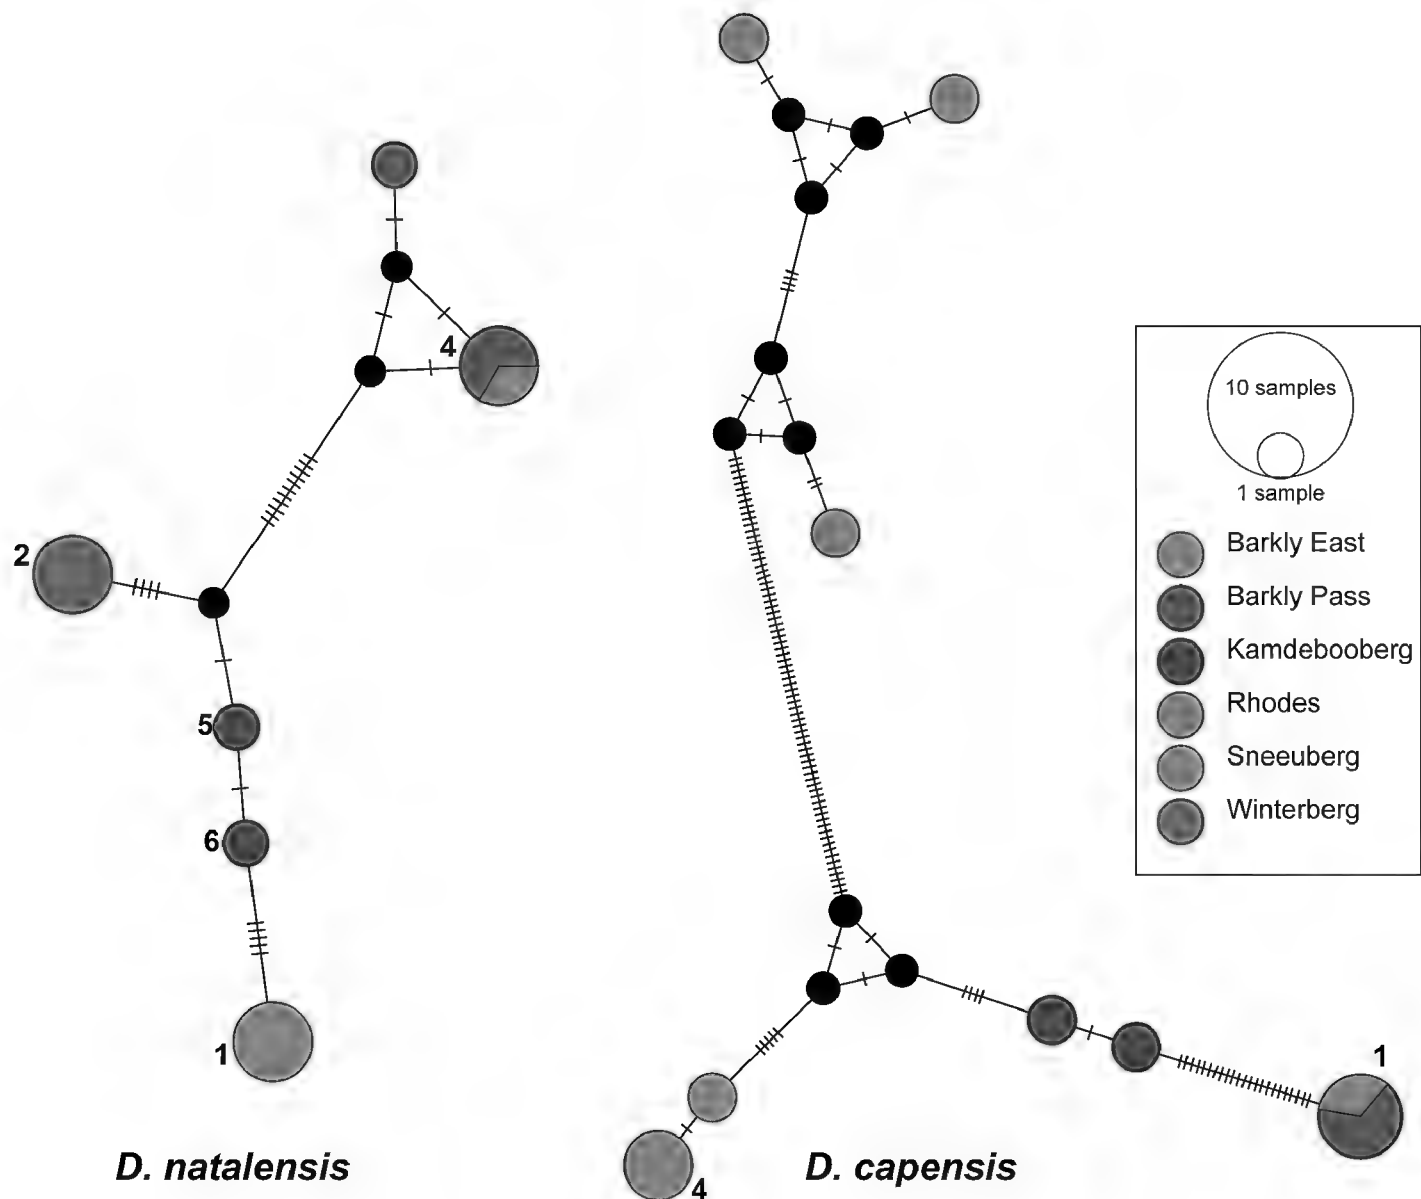 4
2
5
6
1
D. natalensis
1
4
D. capensis
10 samples
1 sample
Barkly East
Barkly Pass
Kamdebooberg
Rhodes
Sneeuberg
Winterberg